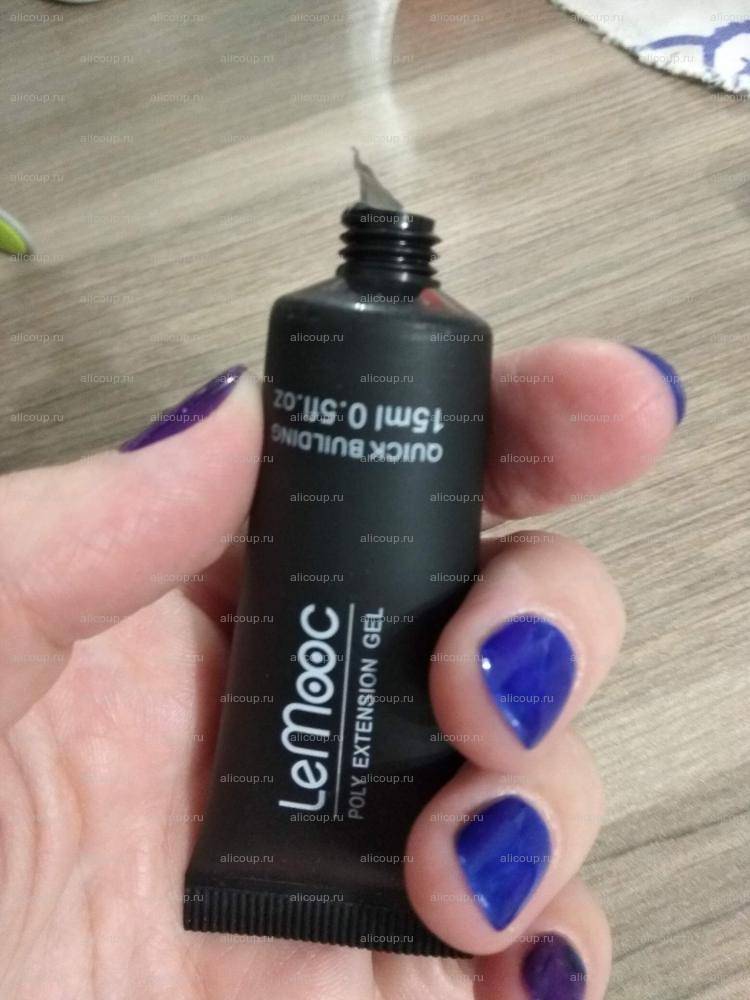 LeMooc
POLY EXTENSION GEL
QUICK BUILDING
15ml 0.5fl.oz
alicoup.ru